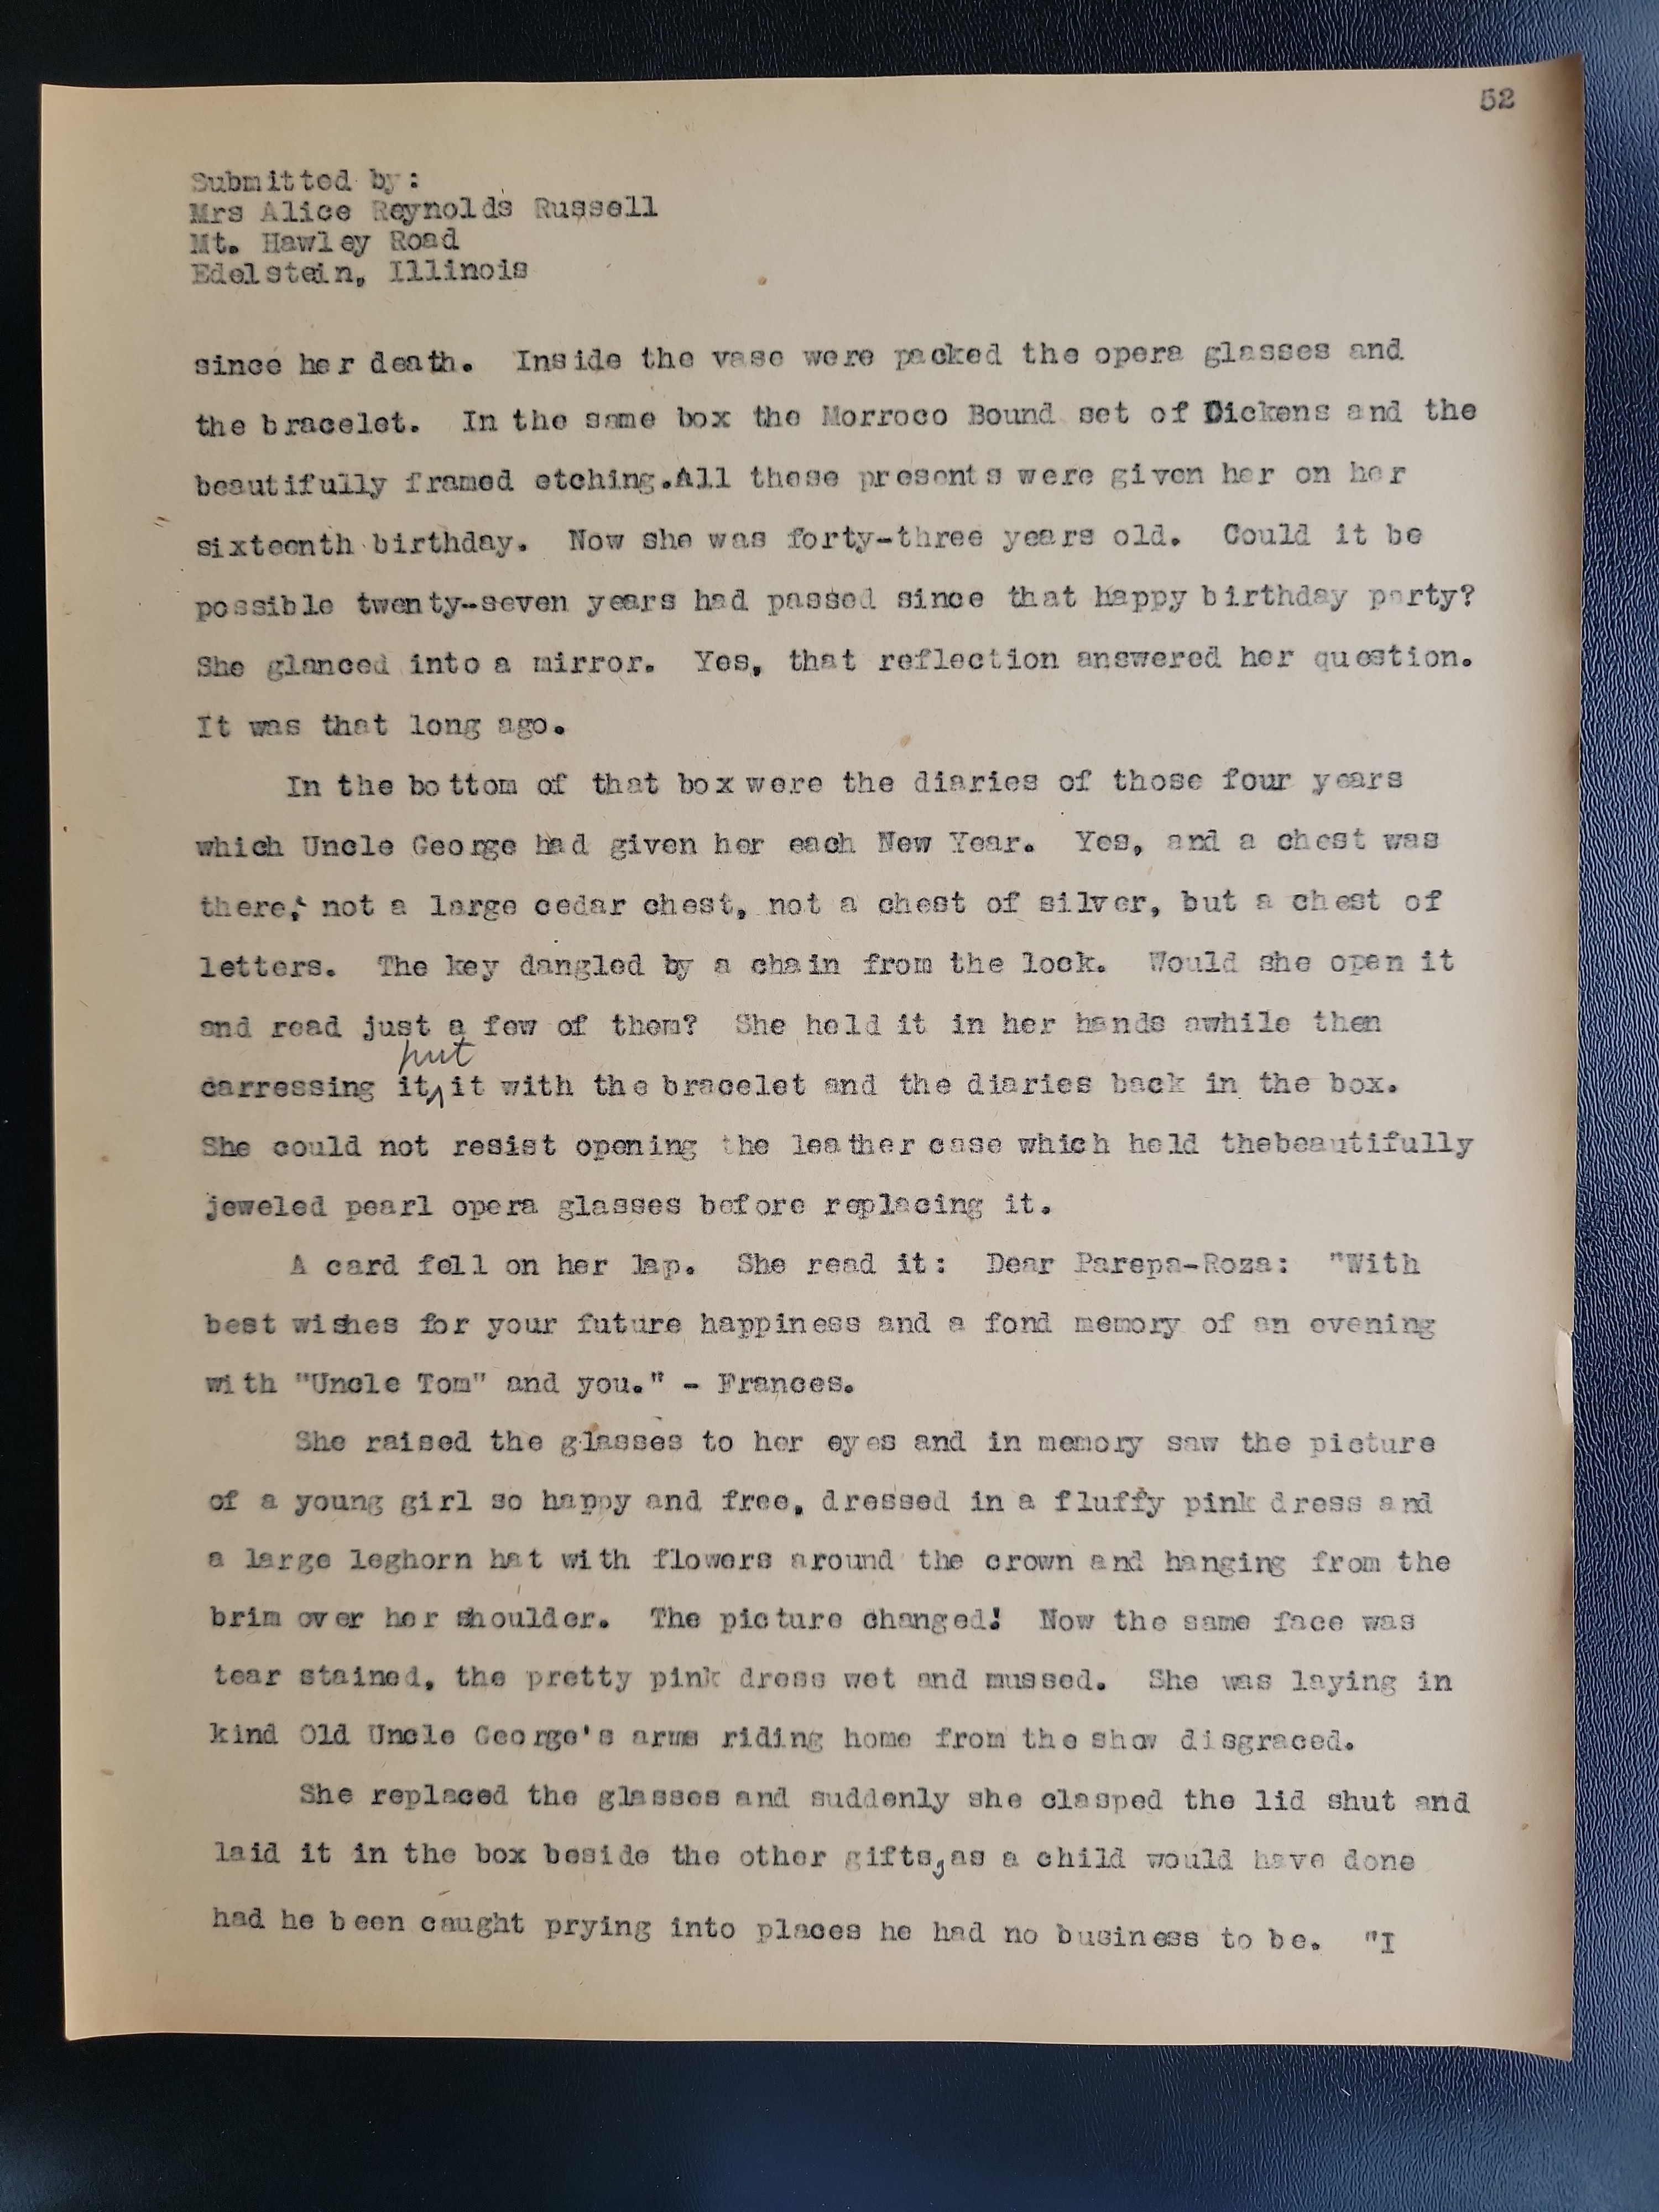 52
Submitted by:
Mrs Alice Reynolds Russell
Mt. Hawley Road
Edelstein, Illinois
since her death. Inside the vase were packed the opera glasses and
the bracelet. In the same box the Morroco Bound set of Dickens and the
beautifully framed etching.All these presents were given her on her
sixteenth birthday. Now she was forty-three years old. Could it be
possible twenty-seven years had passed since that happy birthday party?
She glanced into a mirror. Yes, that reflection answered her question.
It was that long ago.
In the bottom of that box were the diaries of those four years
which Uncle George had given her each New Year. Yes, and a chest was
there; not a large cedar chest, not a chest of silver, but a chest of
letters. The key dangled by a chain from the lock. Would she open it
and read just a few of them? She held it in her hands awhile then
put
carressing it, it with the bracelet and the diaries back in the box.
She could not resist opening the leather case which held thebeautifully
jeweled pearl opera glasses before replacing it.
A card fell on her lap. She read it: Dear Parepa-Roza: "With
best wishes for your future happiness and a fond memory of an evening
with "Uncle Tom" and you." - Frances.
She raised the glasses to her eyes and in memory saw the picture
of a young girl so happy and free, dressed in a fluffy pink dress and
a large leghorn hat with flowers around the crown and hanging from the
brim over her shoulder. The picture changed! Now the same face was
tear stained, the pretty pink dress wet and mussed. She was laying in
kind Old Uncle George's arms riding home from the show disgraced.
She replaced the glasses and suddenly she clasped the lid shut and
laid it in the box beside the other gifts,as a child would have done
had he been caught prying into places he had no business to be. "I